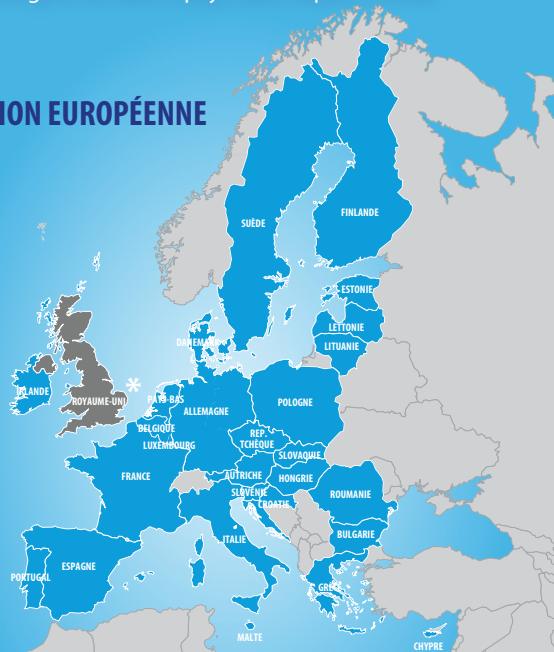 ION EUROPÉENNE
SUÈDE
FINLANDE
ESTONIE
LETTONIE
LITUANIE
DANEMARK
IRLANDE
ROYAUME-UNI
*
PAYS-BAS
ALLEMAGNE
POLOGNE
BELGIQUE
LUXEMBOURG
REP.
TCHÈQUE
SLOVAQUIE
FRANCE
AUTRICHE
HONGRIE
SLOVÉNIE
CROATIE
ROUMANIE
ITALIE
BULGARIE
PORTUGAL
ESPAGNE
GRÈCE
MALTE
CHYPRE